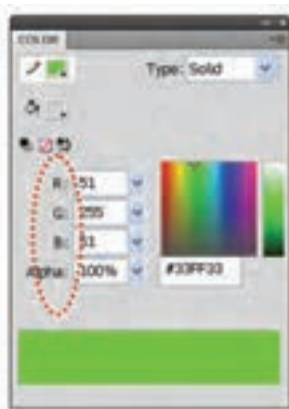 COLOR
Type: Solid
R: 51
G: 255
B: 51
Alpha: 100% #33FF33